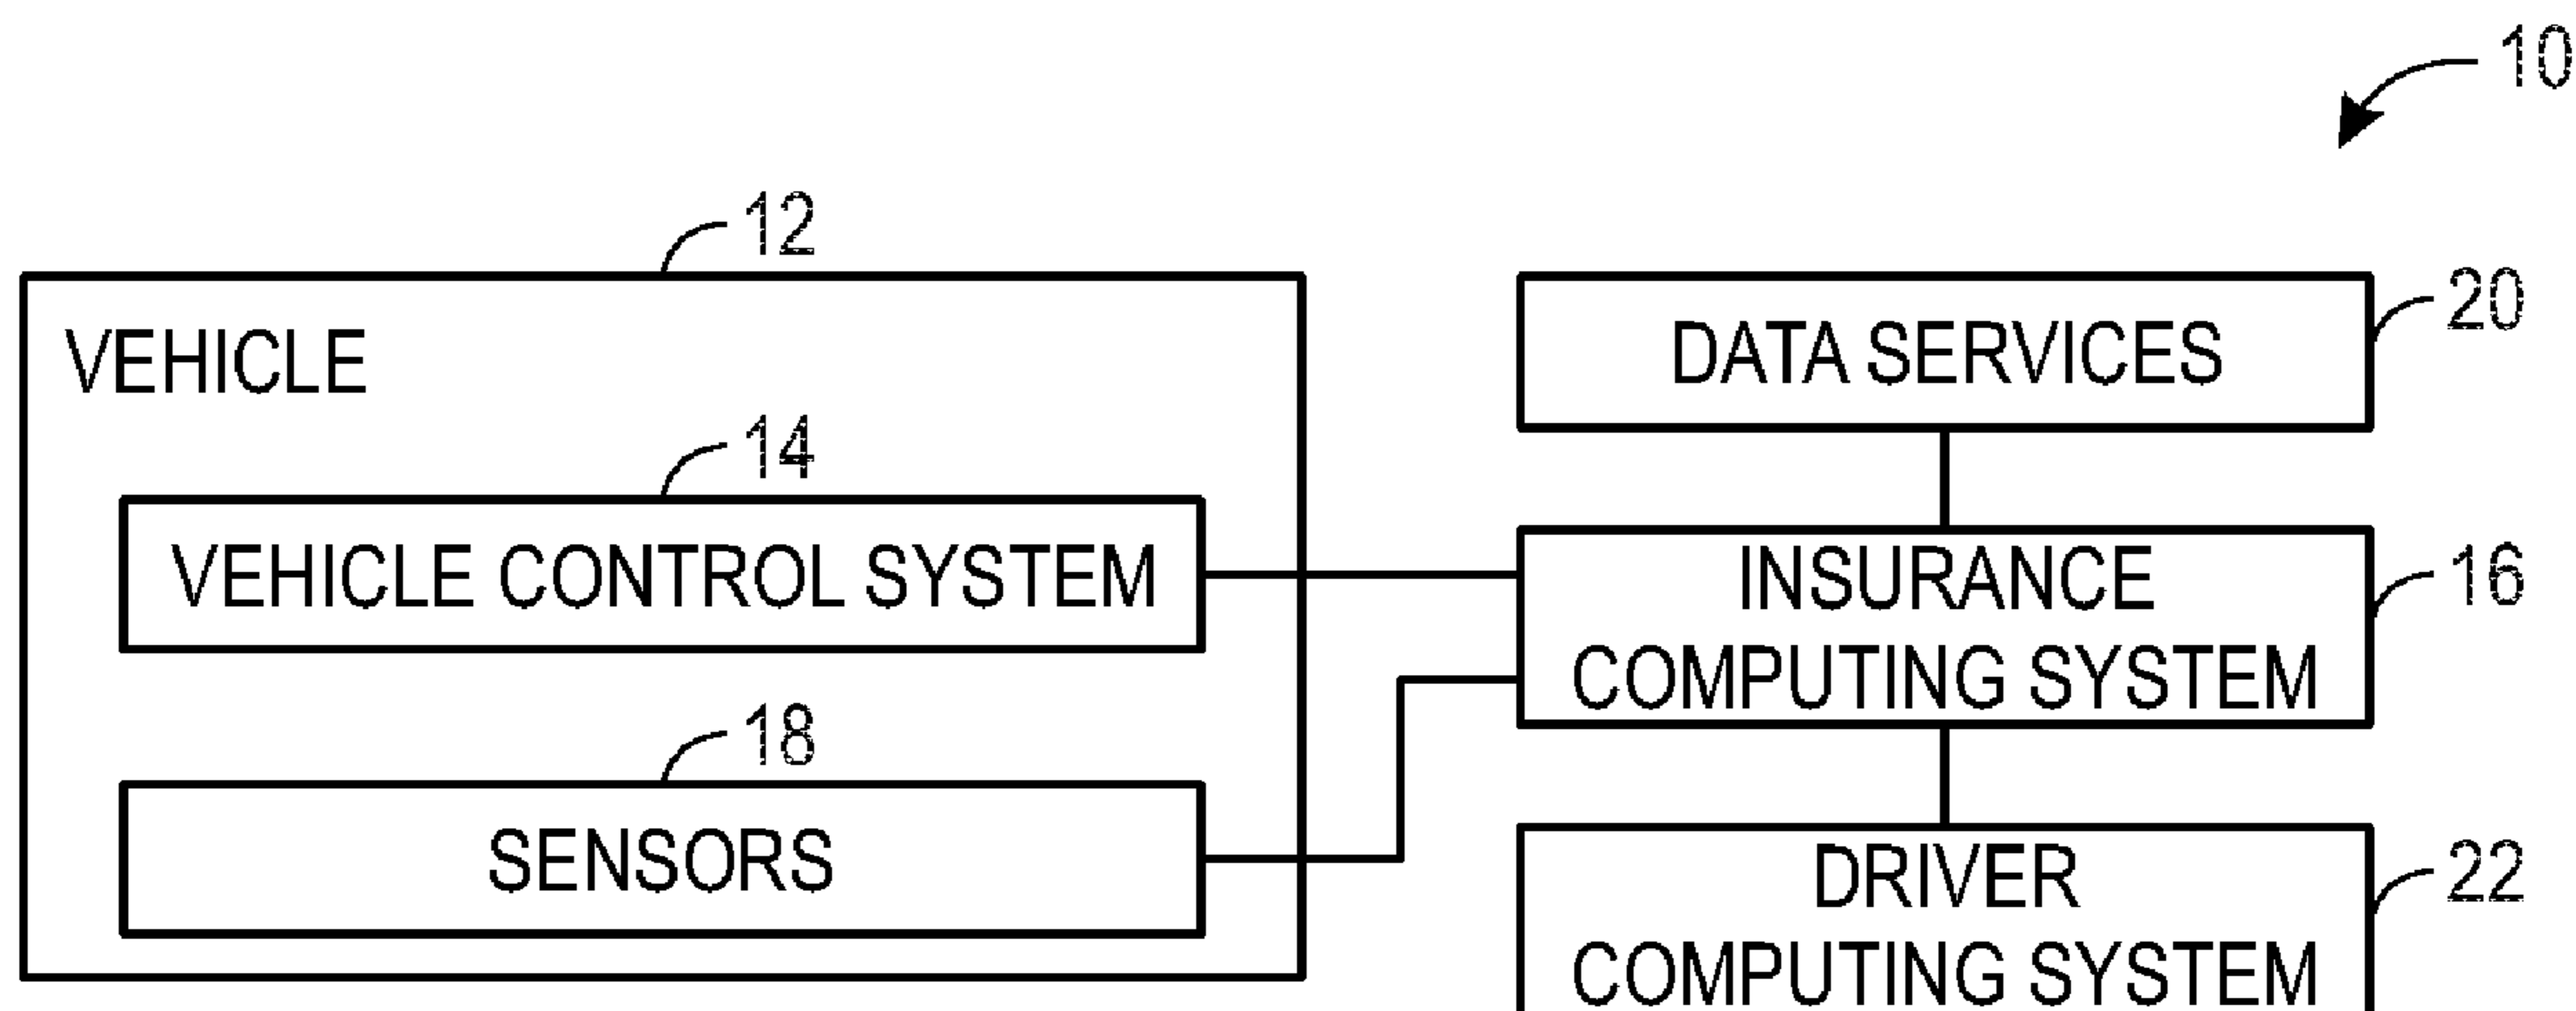 10
12
VEHICLE
14
VEHICLE CONTROL SYSTEM
18
SENSORS
20
DATA SERVICES
16
INSURANCE
COMPUTING SYSTEM
22
DRIVER
COMPUTING SYSTEM